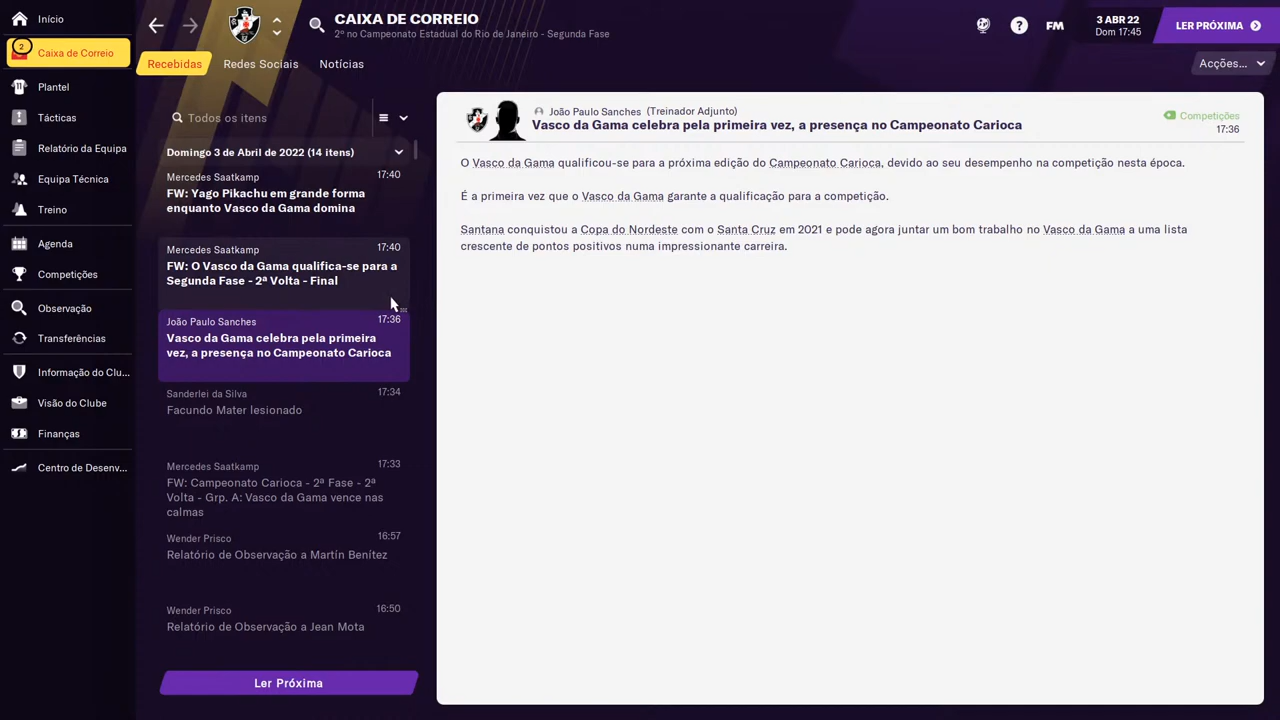 Início
2
Caixa de Correio
Plantel
Tácticas
Relatório da Equipa
Equipa Técnica
Treino
Agenda
Competições
Observação
Transferências
Informação do Clu...
Visão do Clube
Finanças
Centro de Desenv...
CAIXA DE CORREIO
2º no Campeonato Estadual do Rio de Janeiro - Segunda Fase
?
FM
3 ABR 22
Dom 17:45
LER PRÓXIMA
Recebidas
Redes Sociais
Notícias
Acções...
Todos os itens
Domingo 3 de Abril de 2022 (14 itens)
Mercedes Saatkamp 17:40
FW: Yago Pikachu em grande forma
enquanto Vasco da Gama domina
Mercedes Saatkamp 17:40
FW: O Vasco da Gama qualifica-se para a
Segunda Fase - 2ª Volta - Final
João Paulo Sanches 17:36
Vasco da Gama celebra pela primeira
vez, a presença no Campeonato Carioca
Sanderlei da Silva 17:34
Facundo Mater lesionado
Mercedes Saatkamp 17:33
FW: Campeonato Carioca - 2ª Fase - 2ª
Volta - Grp. A: Vasco da Gama vence nas
calmas
Wender Prisco 16:57
Relatório de Observação a Martín Benítez
Wender Prisco 16:50
Relatório de Observação a Jean Mota
Ler Próxima
João Paulo Sanches (Treinador Adjunto)
Vasco da Gama celebra pela primeira vez, a presença no Campeonato Carioca
Competições
17:36
O Vasco da Gama qualificou-se para a próxima edição do Campeonato Carioca, devido ao seu desempenho na competição nesta época.
É a primeira vez que o Vasco da Gama garante a qualificação para a competição.
Santana conquistou a Copa do Nordeste com o Santa Cruz em 2021 e pode agora juntar um bom trabalho no Vasco da Gama a uma lista
crescente de pontos positivos numa impressionante carreira.